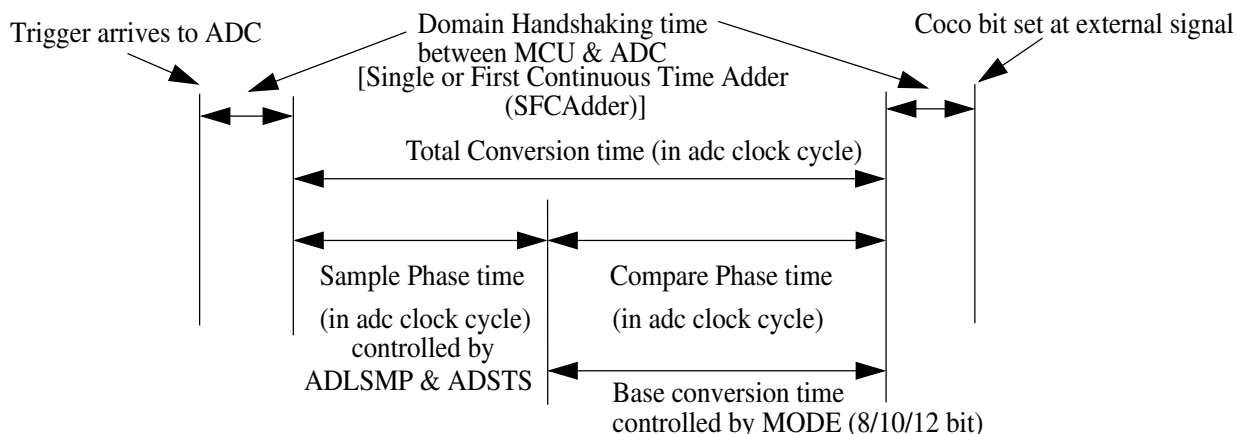 Trigger arrives to ADC
Domain Handshaking time
between MCU & ADC
[Single or First Continuous Time Adder
(SFCAdder)]
Coco bit set at external signal
Total Conversion time (in adc clock cycle)
Sample Phase time
(in adc clock cycle)
controlled by
ADLSMP & ADSTS
Compare Phase time
(in adc clock cycle)
Base conversion time
controlled by MODE (8/10/12 bit)